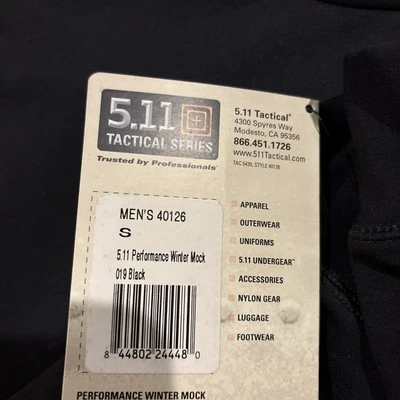 5.11
TACTICAL SERIES
Trusted by Professionals
5.11 Tactical®
4300 Spyres Way
Modesto, CA 95356
866.451.1726
www.511Tactical.com
TAC 6439, STYLE 40126
MEN'S 40126
S
5.11 Performance Winter Mock
019 Black
8 44802 24448 0
APPAREL
OUTERWEAR
UNIFORMS
5.11 UNDERGEAR™
ACCESSORIES
NYLON GEAR
LUGGAGE
FOOTWEAR
PERFORMANCE WINTER MOCK